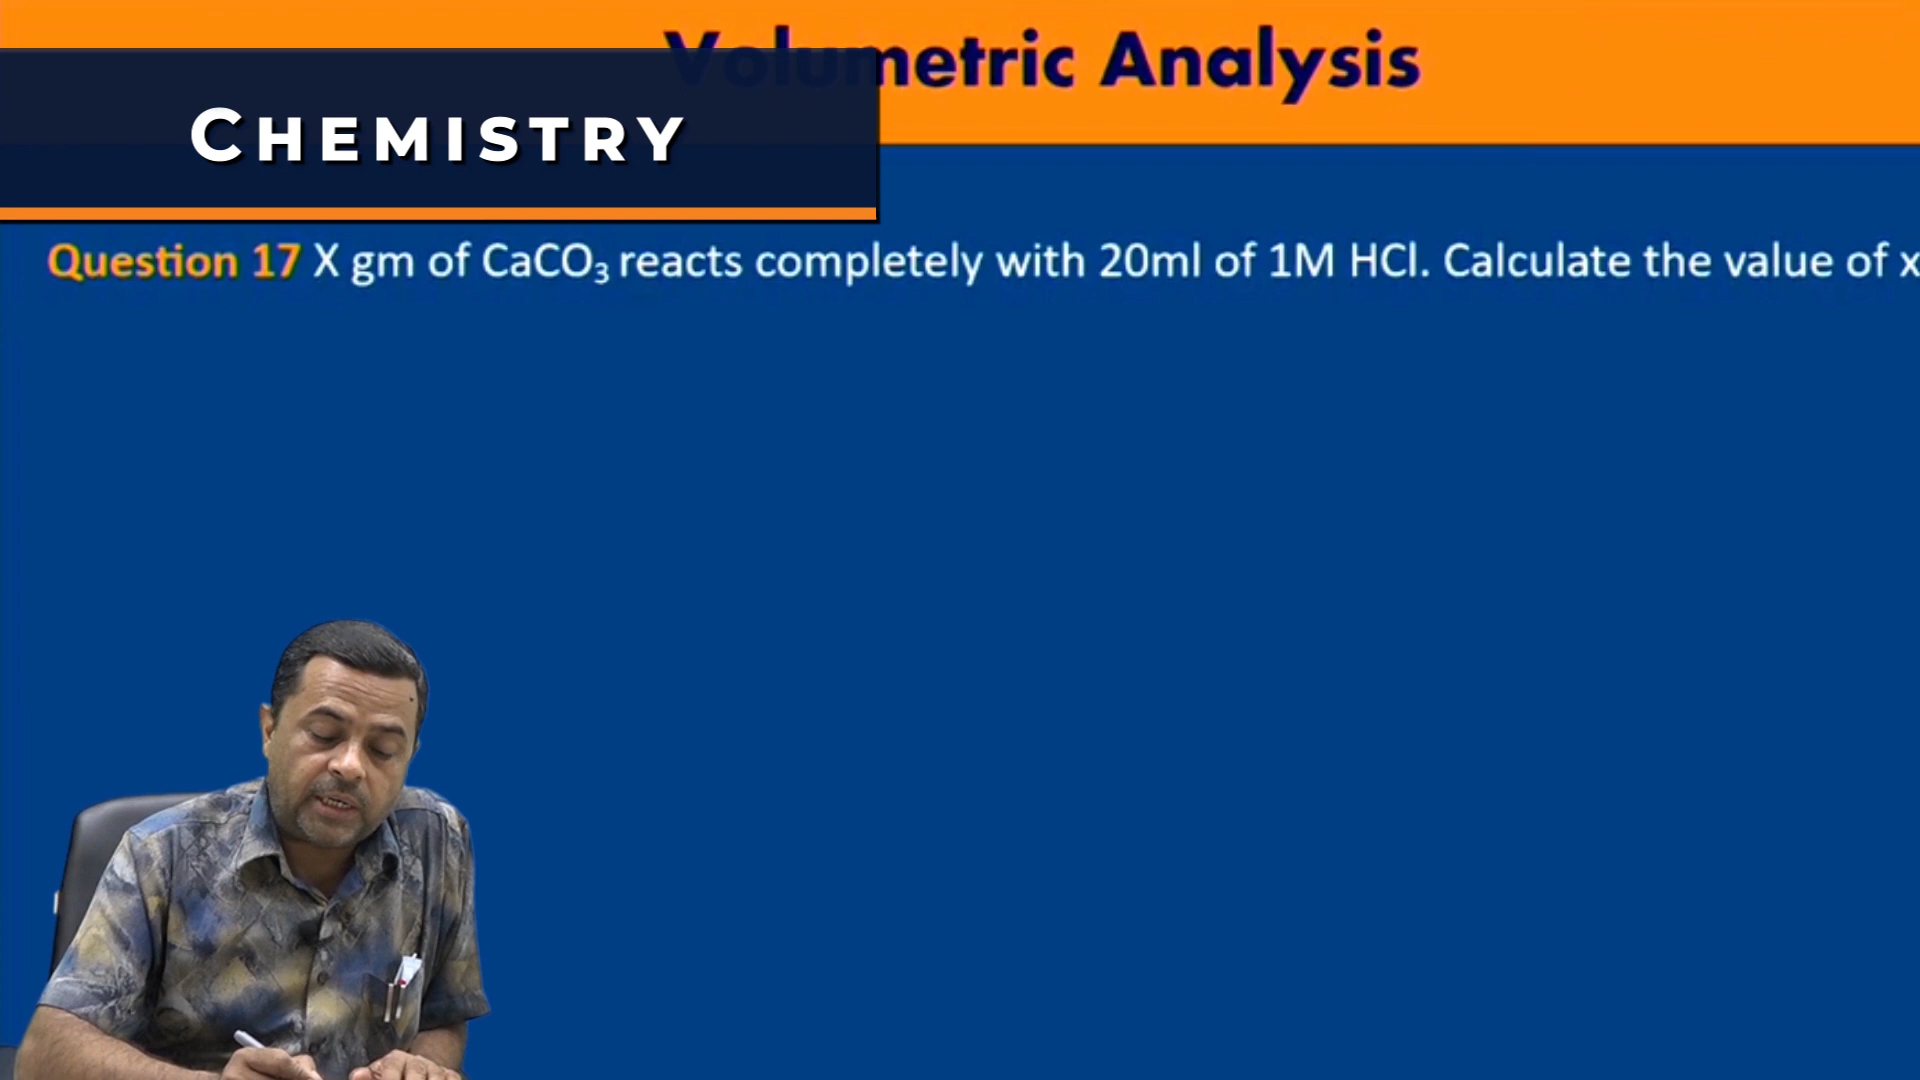 Volumetric Analysis
CHEMISTRY
Question 17 X gm of CaCO₃ reacts completely with 20ml of 1M HCl. Calculate the value of x